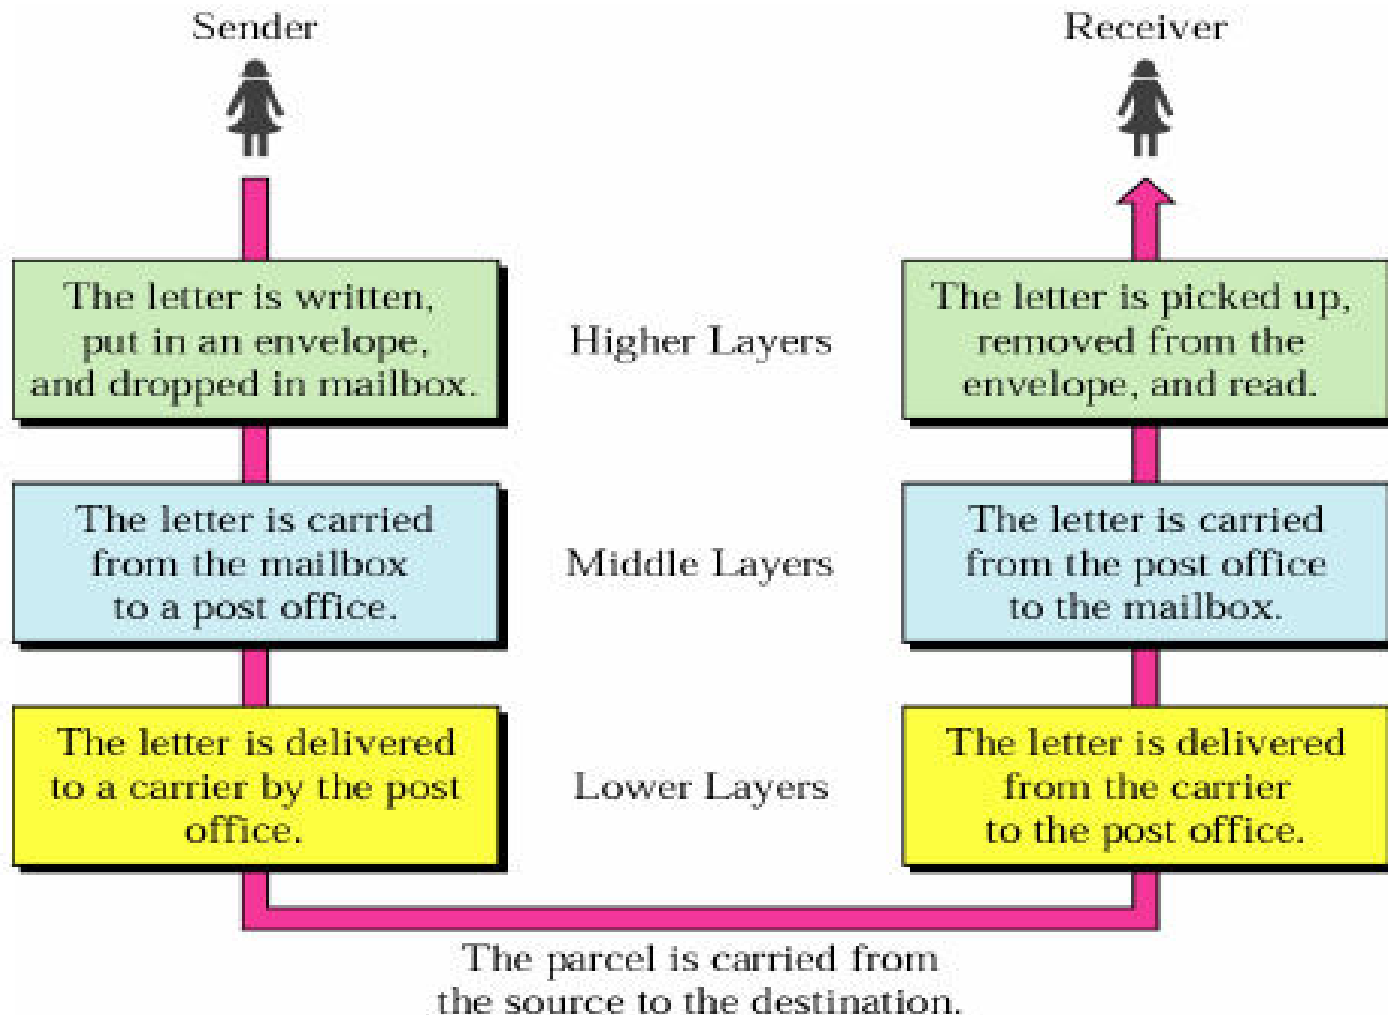 Sender
Receiver
The letter is written,
put in an envelope,
and dropped in mailbox.
Higher Layers
The letter is picked up,
removed from the
envelope, and read.
The letter is carried
from the mailbox
to a post office.
Middle Layers
The letter is carried
from the post office
to the mailbox.
The letter is delivered
to a carrier by the post
office.
Lower Layers
The letter is delivered
from the carrier
to the post office.
The parcel is carried from
the source to the destination.